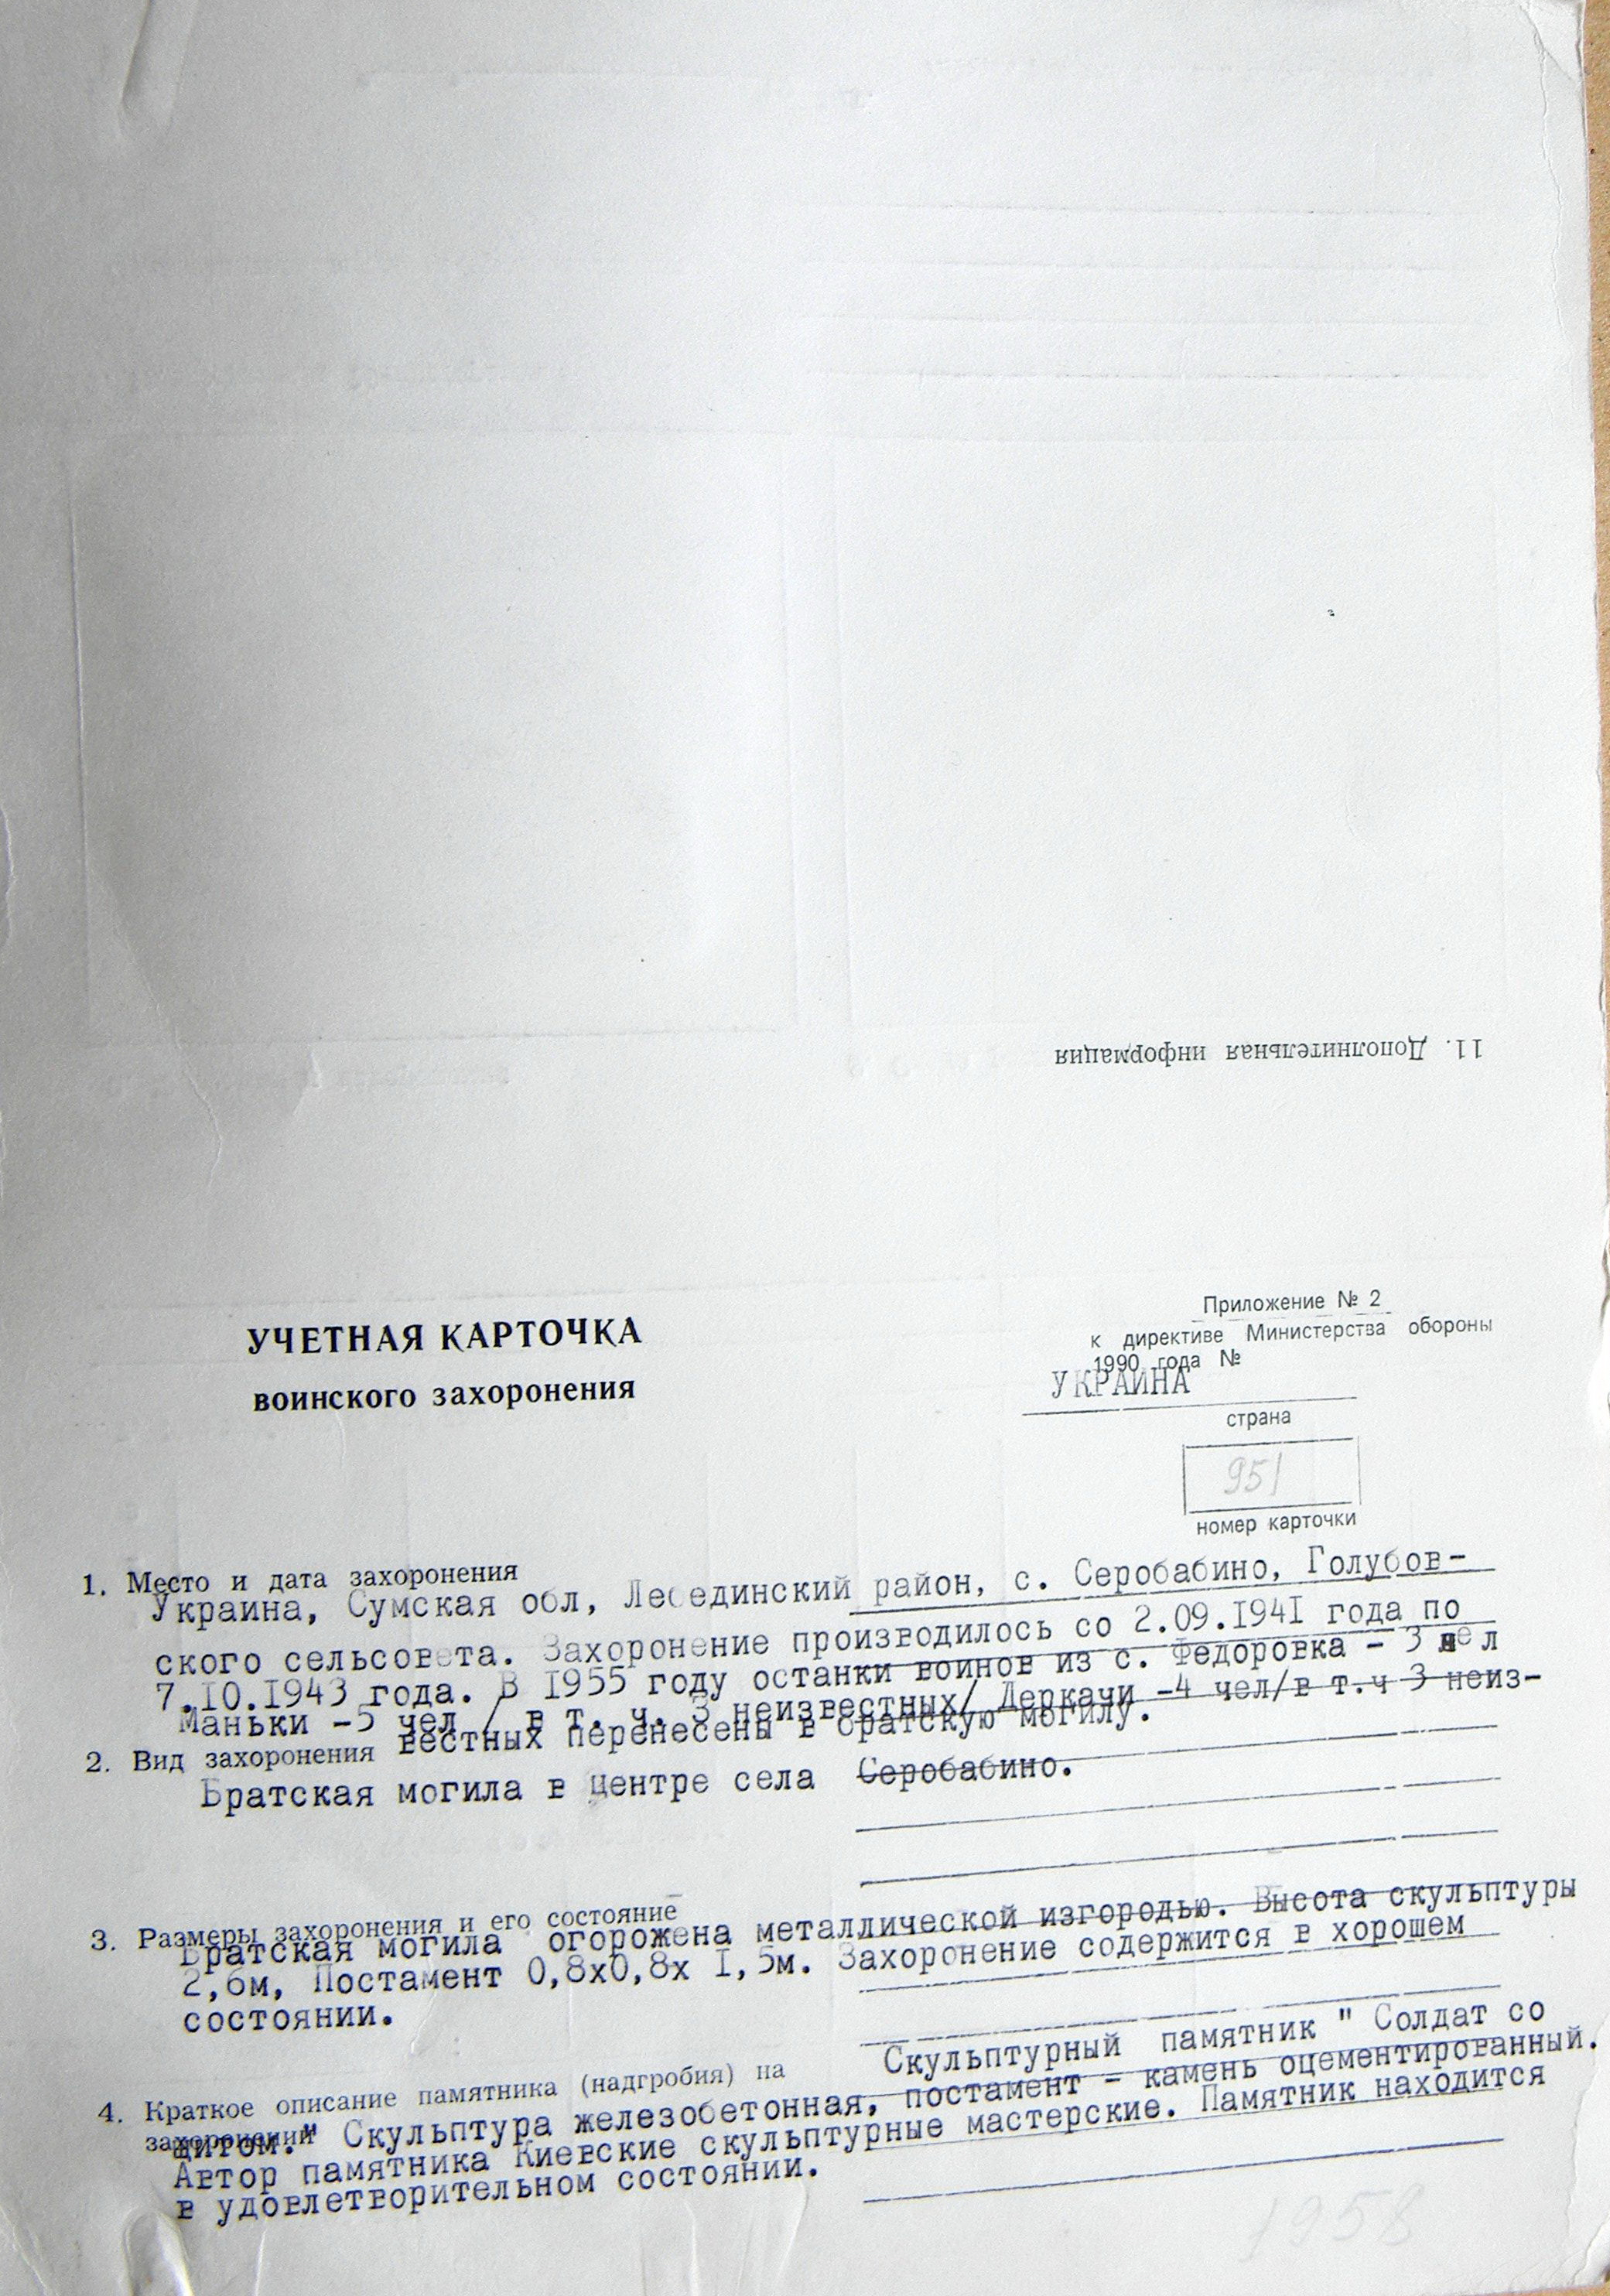 11. Дополнительная информация
УЧЕТНАЯ КАРТОЧКА
воинского захоронения
Приложение № 2
к директиве Министерства обороны
1990 года №
УКРАИНА
страна
951
номер карточки
1. Место и дата захоронения
Украина, Сумская обл, Лебединский район, с. Серобабино, Голубов-
ского сельсовета. Захоронение производилось со 2.09.1941 года по
7.10.1943 года. В 1955 году останки воинов из с. Федоровка - 3 чел
Маньки -5 чел / в т. ч. 3 неизвестных/ Деркачи -4 чел/в т.ч 3 неиз-
вестных перенесены в братскую могилу.
2. Вид захоронения
Братская могила в центре села Серобабино.
3. Размеры захоронения и его состояние
Братская могила огорожена металлической изгородью. Высота скульптуры
2,6м, Постамент 0,8х0,8х 1,5м. Захоронение содержится в хорошем
состоянии.
4. Краткое описание памятника (надгробия) на
захоронении
Скульптурный памятник " Солдат со
щитом." Скульптура железобетонная, постамент - камень оцементированный.
Автор памятника Киевские скульптурные мастерские. Памятник находится
в удовлетворительном состоянии.
1958